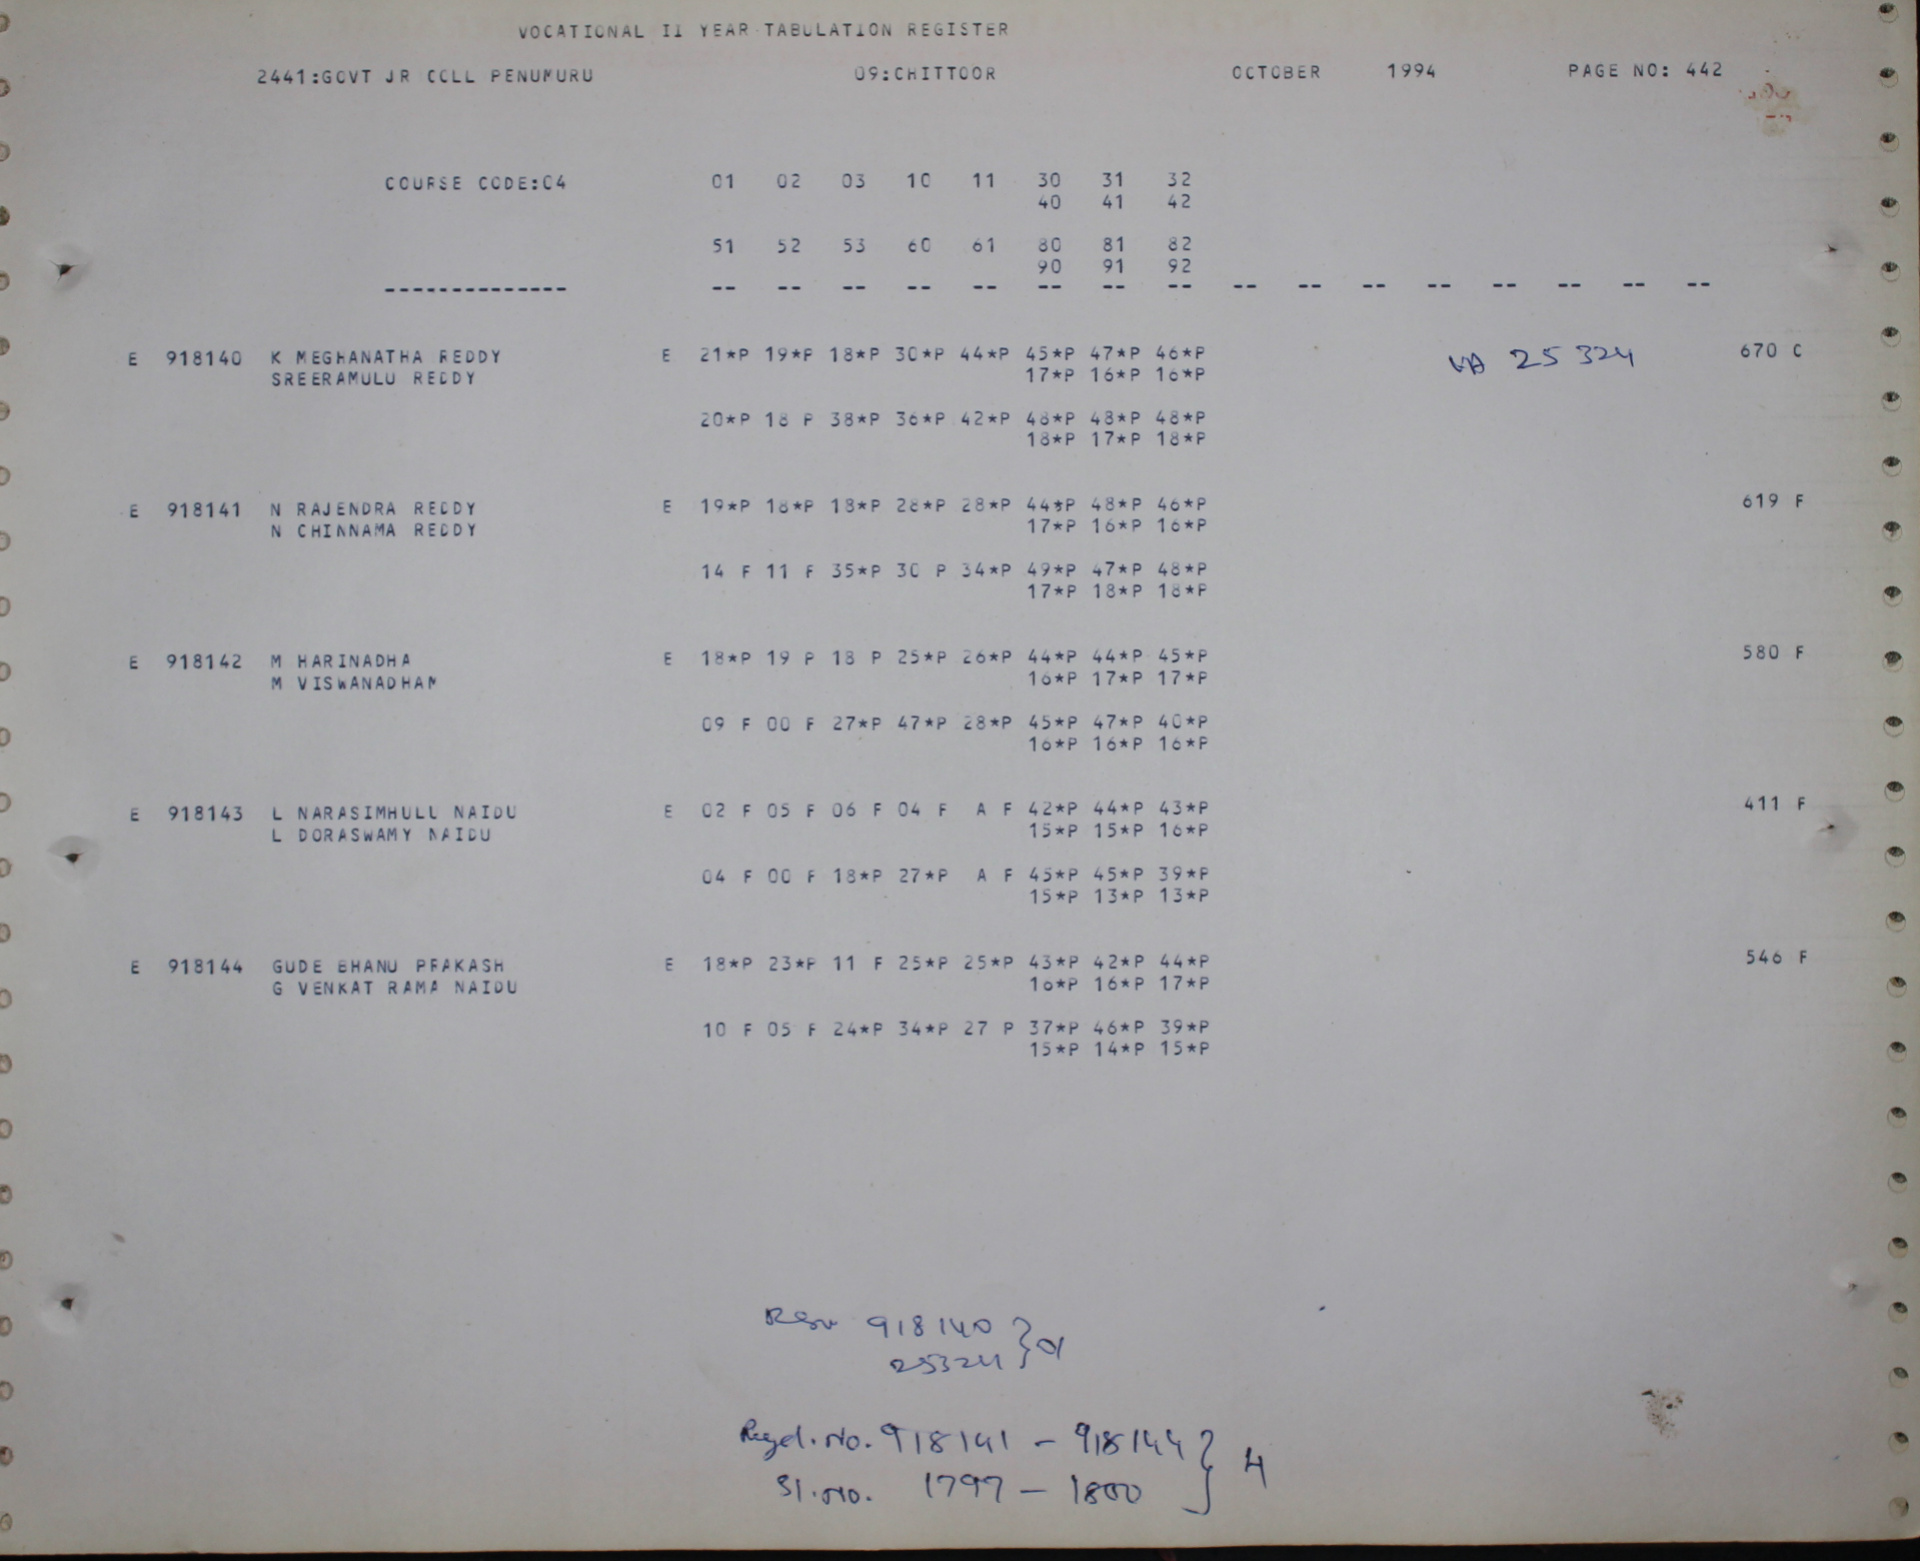 VOCATIONAL II YEAR TABULATION REGISTER
2441:GOVT JR COLL PENUMURU 09:CHITTOOR OCTOBER 1994 PAGE NO: 442
COURSE CODE:04 01 02 03 10 11 30 31 32
40 41 42
51 52 53 60 61 80 81 82
90 91 92
-------------- -- -- -- -- -- -- -- -- -- -- -- -- -- -- -- --
E 918140 K MEGHANATHA REDDY E 21*P 19*P 18*P 30*P 44*P 45*P 47*P 46*P 25324 670 C
SREERAMULU REDDY 17*P 16*P 16*P
20*P 18 P 38*P 36*P 42*P 48*P 48*P 48*P
18*P 17*P 18*P
E 918141 N RAJENDRA REDDY E 19*P 18*P 18*P 28*P 28*P 44*P 48*P 46*P 619 F
N CHINNAMA REDDY 17*P 16*P 16*P
14 F 11 F 35*P 30 P 34*P 49*P 47*P 48*P
17*P 18*P 18*P
E 918142 M HARINADHA E 18*P 19 P 18 P 25*P 26*P 44*P 44*P 45*P 580 F
M VISWANADHAM 16*P 17*P 17*P
09 F 00 F 27*P 47*P 28*P 45*P 47*P 40*P
16*P 16*P 16*P
E 918143 L NARASIMHULU NAIDU E 02 F 05 F 06 F 04 F A F 42*P 44*P 43*P 411 F
L DORASWAMY NAIDU 15*P 15*P 16*P
04 F 00 F 18*P 27*P A F 45*P 45*P 39*P
15*P 13*P 13*P
E 918144 GUDE BHANU PRAKASH E 18*P 23*P 11 F 25*P 25*P 43*P 42*P 44*P 546 F
G VENKAT RAMA NAIDU 16*P 16*P 17*P
10 F 05 F 24*P 34*P 27 P 37*P 46*P 39*P
15*P 14*P 15*P
918140 } 01
25324
Regd. No. 918141 - 918144 } 4
Sl. No. 1797 - 1800